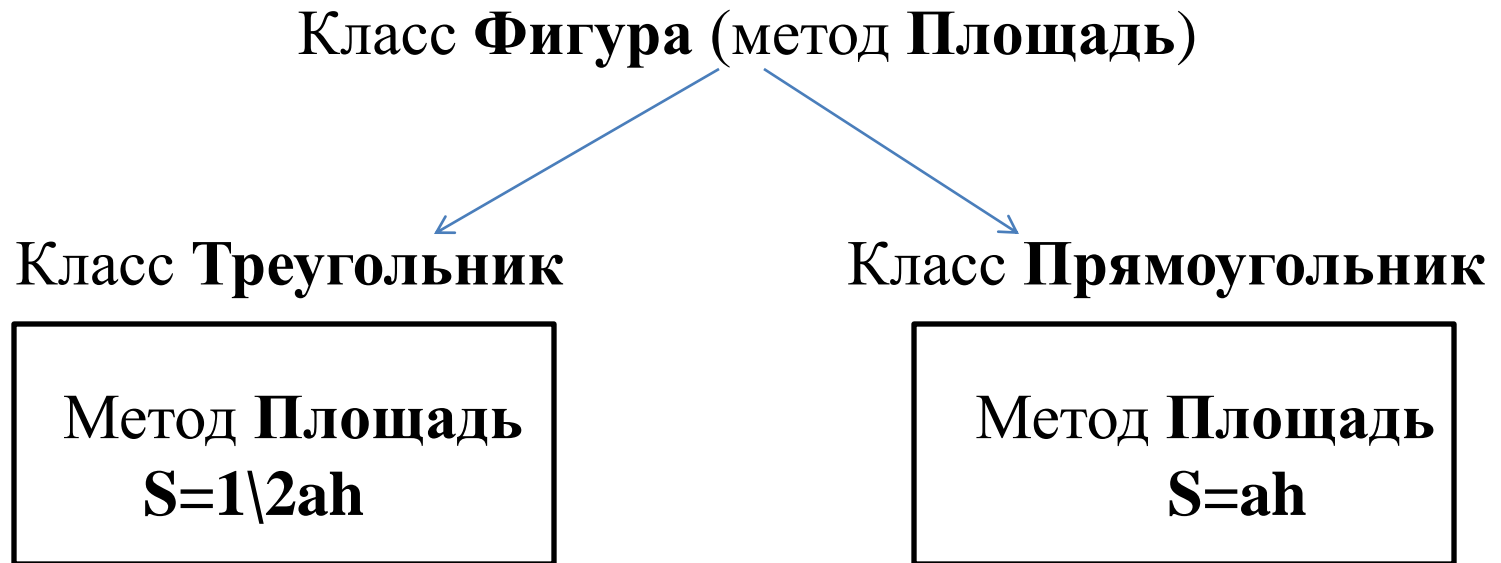 Класс Фигура (метод Площадь)
Класс Треугольник
Класс Прямоугольник
Метод Площадь
S=1\2ah
Метод Площадь
S=ah